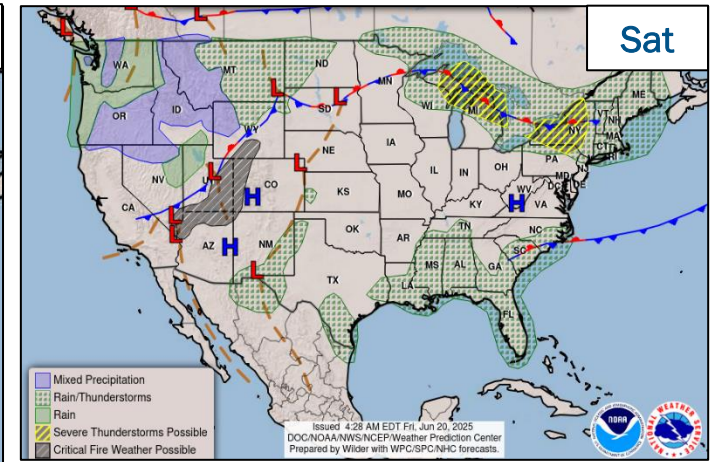 Sat
L
L
L
WA
MT
ND
MN
ME
OR
ID
L
SD
L
WI
MI
VT
NH
NY
MA
CT
RI
WY
NE
IA
PA
NJ
NV
U
L
L
CO
H
IL
IN
OH
MD
DC
DE
WV
H
VA
CA
KS
MO
KY
L
L
AZ
H
NM
OK
AR
TN
NC
SC
L
TX
MS
AL
GA
LA
FL
Mixed Precipitation
Rain/Thunderstorms
Rain
Severe Thunderstorms Possible
Critical Fire Weather Possible
Issued 4:28 AM EDT Fri, Jun 20, 2025
DOC/NOAA/NWS/NCEP/Weather Prediction Center
Prepared by Wilder with WPC/SPC/NHC forecasts.
NOAA
NATIONAL WEATHER SERVICE